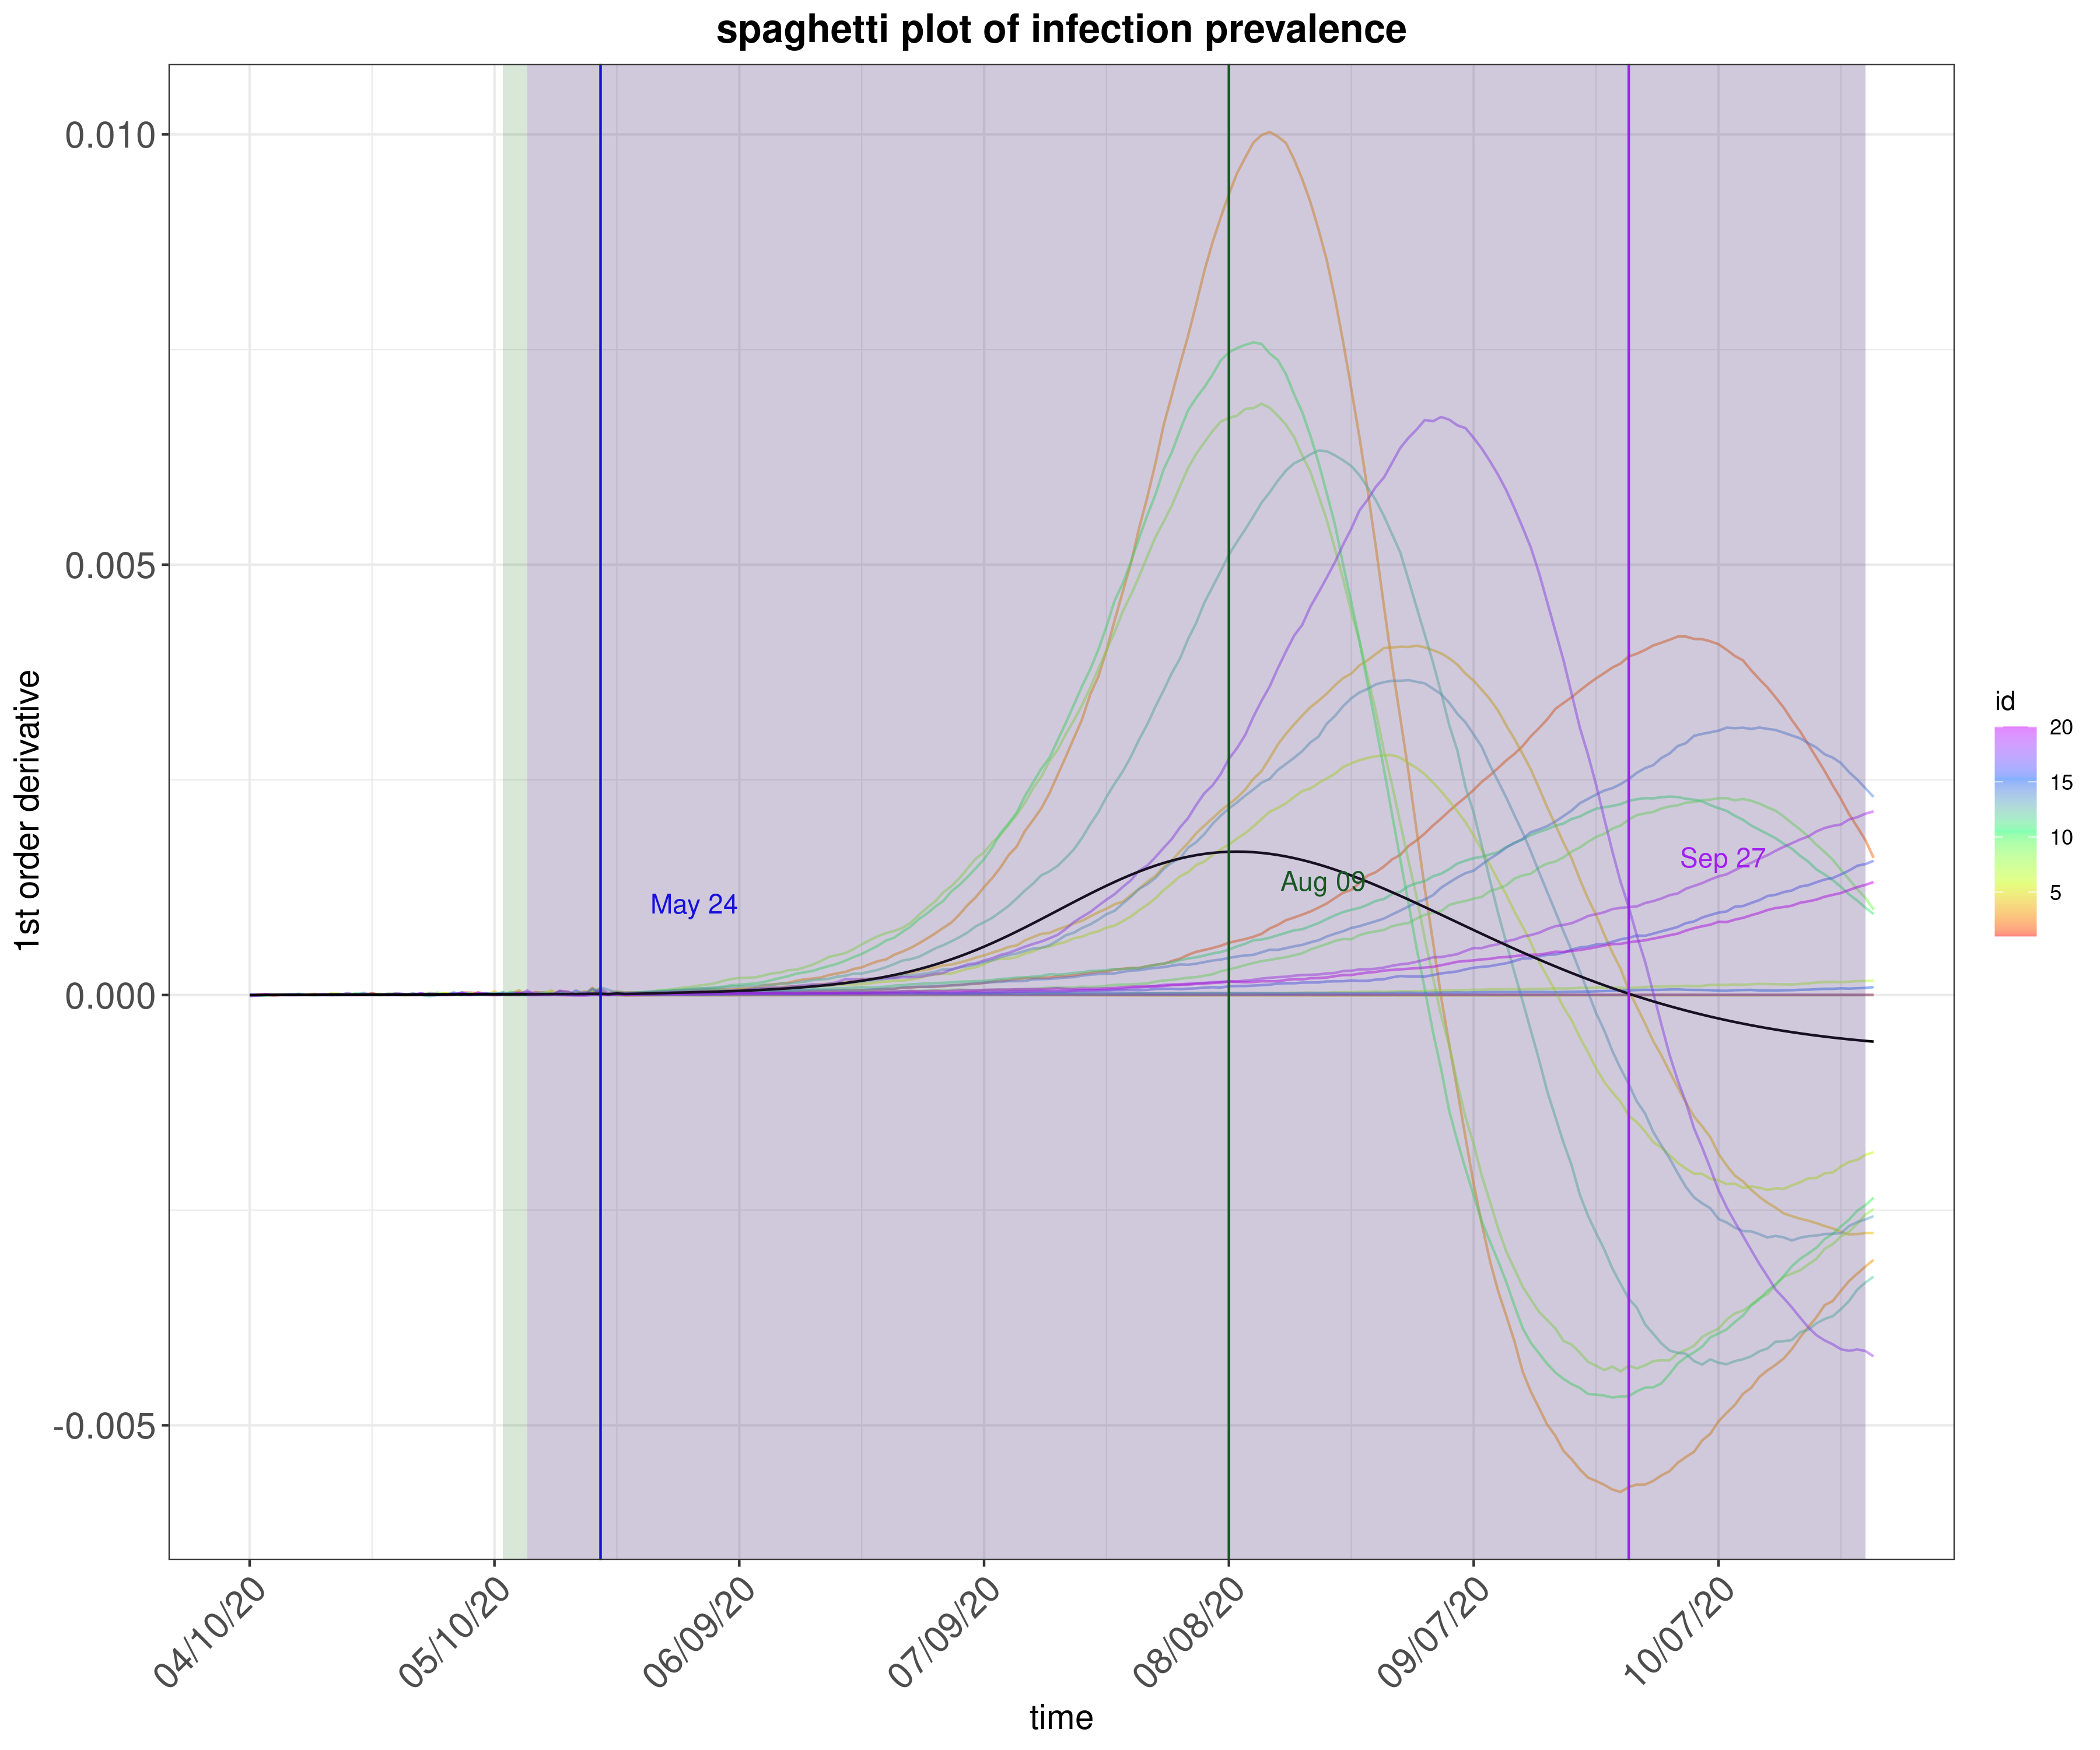 spaghetti plot of infection prevalence
0.010
0.005
0.000
-0.005
1st order derivative
May 24
Aug 09
Sep 27
04/10/20
05/10/20
06/09/20
07/09/20
08/08/20
09/07/20
10/07/20
time
id
20
15
10
5